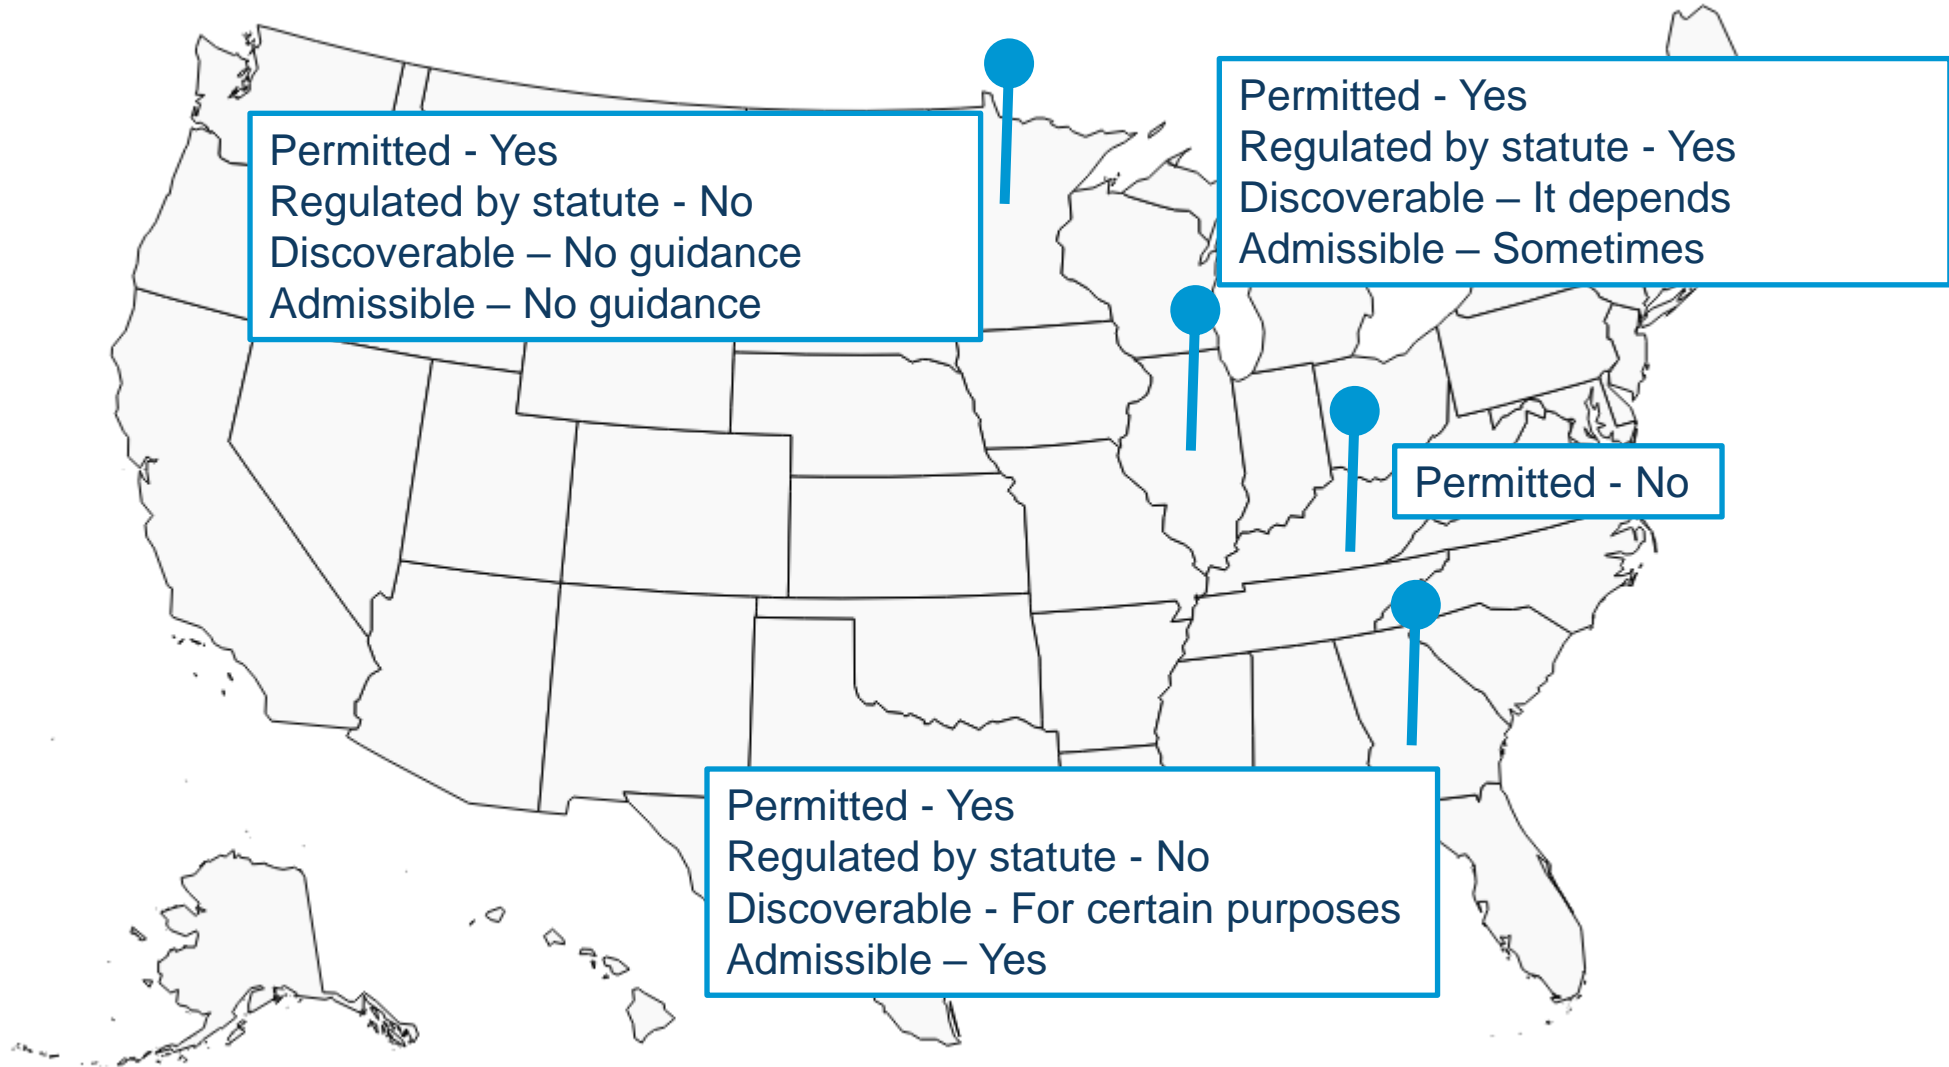 Permitted - Yes
Regulated by statute - No
Discoverable – No guidance
Admissible – No guidance
Permitted - Yes
Regulated by statute - Yes
Discoverable – It depends
Admissible – Sometimes
Permitted - No
Permitted - Yes
Regulated by statute - No
Discoverable - For certain purposes
Admissible – Yes